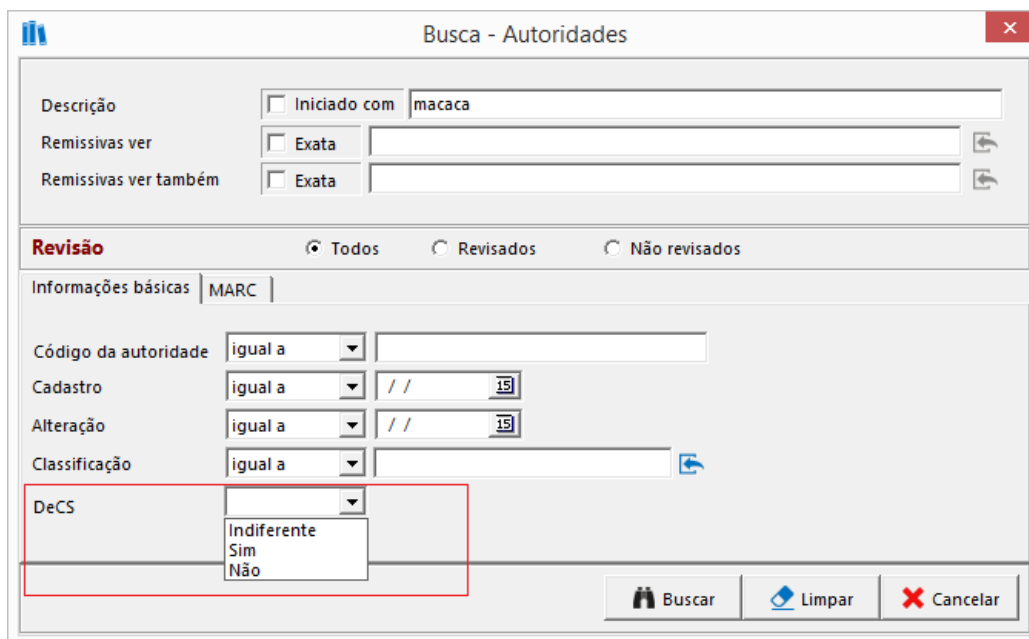 Busca - Autoridades
Descrição Iniciado com macaca
Remissivas ver Exata
Remissivas ver também Exata
Revisão Todos Revisados Não revisados
Informações básicas MARC
Código da autoridade igual a
Cadastro igual a / / 15
Alteração igual a / / 15
Classificação igual a
DeCS
Indiferente
Sim
Não
Buscar Limpar Cancelar